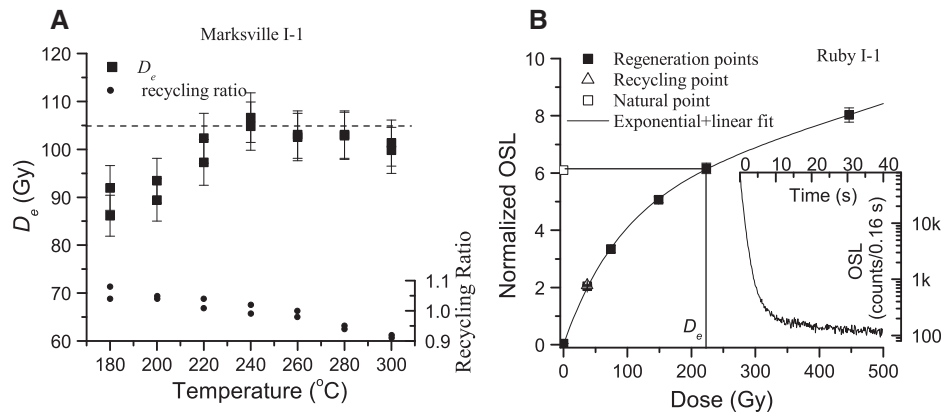 A
Marksville I-1
120
110
100
90
80
70
60
D_e (Gy)
D_e
recycling ratio
1.1
1.0
0.9
Recycling Ratio
180 200 220 240 260 280 300
Temperature (°C)
B
Ruby I-1
10
8
6
4
2
0
Normalized OSL
Regeneration points
Recycling point
Natural point
Exponential+linear fit
0 10 20 30 40
Time (s)
10k
1k
100
OSL
(counts/0.16 s)
D_e
0 100 200 300 400 500
Dose (Gy)